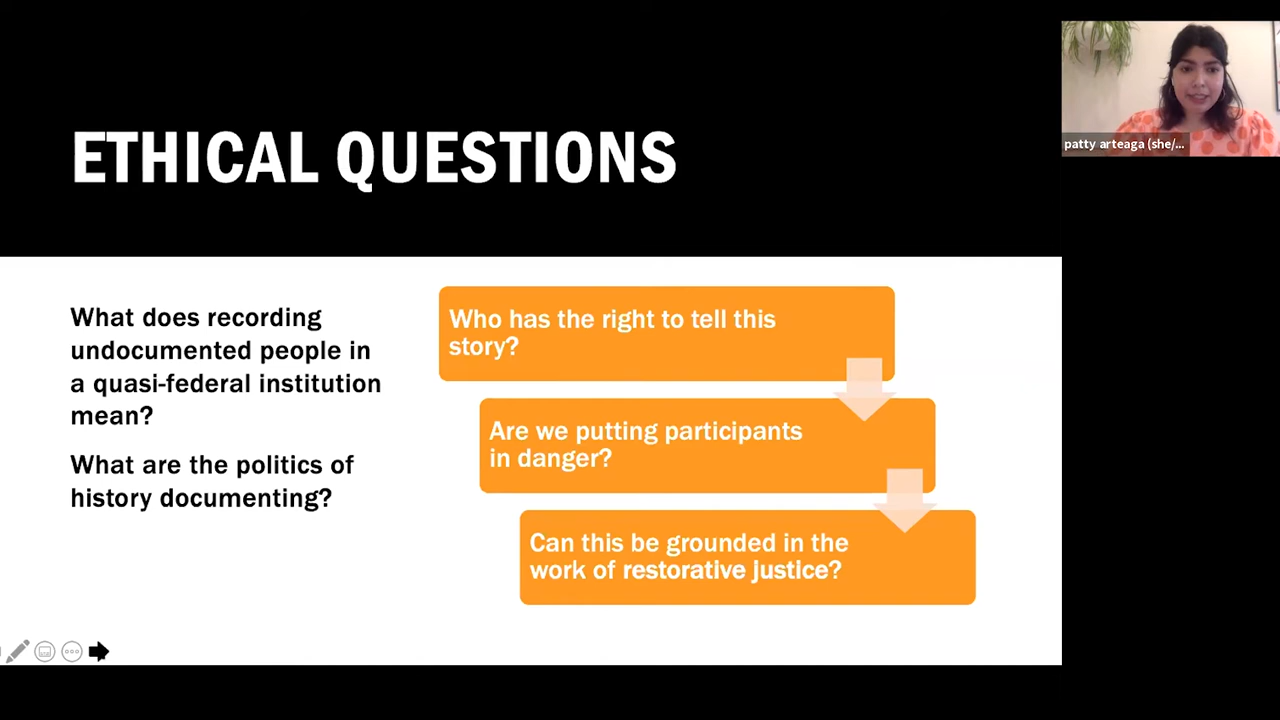 ETHICAL QUESTIONS
patty arteaga (she/...
What does recording
undocumented people in
a quasi-federal institution
mean?
What are the politics of
history documenting?
Who has the right to tell this
story?
Are we putting participants
in danger?
Can this be grounded in the
work of restorative justice?